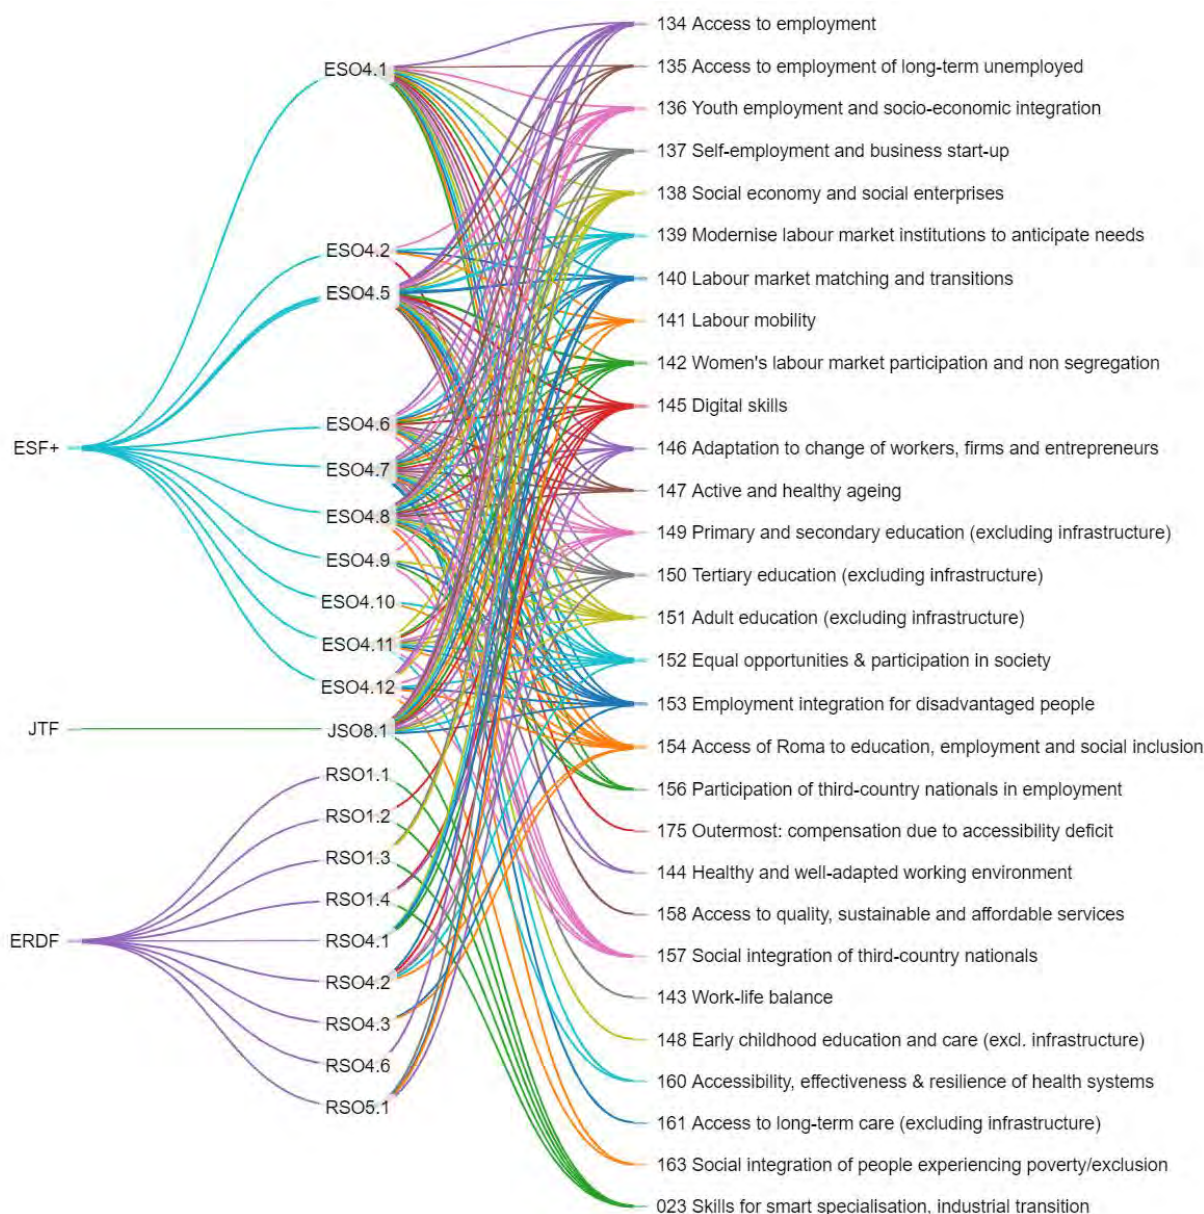 ESF+
JTF
ERDF
ESO4.1
ESO4.2
ESO4.5
ESO4.6
ESO4.7
ESO4.8
ESO4.9
ESO4.10
ESO4.11
ESO4.12
JSO8.1
RSO1.1
RSO1.2
RSO1.3
RSO1.4
RSO4.1
RSO4.2
RSO4.3
RSO4.6
RSO5.1
134 Access to employment
135 Access to employment of long-term unemployed
136 Youth employment and socio-economic integration
137 Self-employment and business start-up
138 Social economy and social enterprises
139 Modernise labour market institutions to anticipate needs
140 Labour market matching and transitions
141 Labour mobility
142 Women's labour market participation and non segregation
145 Digital skills
146 Adaptation to change of workers, firms and entrepreneurs
147 Active and healthy ageing
149 Primary and secondary education (excluding infrastructure)
150 Tertiary education (excluding infrastructure)
151 Adult education (excluding infrastructure)
152 Equal opportunities & participation in society
153 Employment integration for disadvantaged people
154 Access of Roma to education, employment and social inclusion
156 Participation of third-country nationals in employment
175 Outermost: compensation due to accessibility deficit
144 Healthy and well-adapted working environment
158 Access to quality, sustainable and affordable services
157 Social integration of third-country nationals
143 Work-life balance
148 Early childhood education and care (excl. infrastructure)
160 Accessibility, effectiveness & resilience of health systems
161 Access to long-term care (excluding infrastructure)
163 Social integration of people experiencing poverty/exclusion
023 Skills for smart specialisation, industrial transition